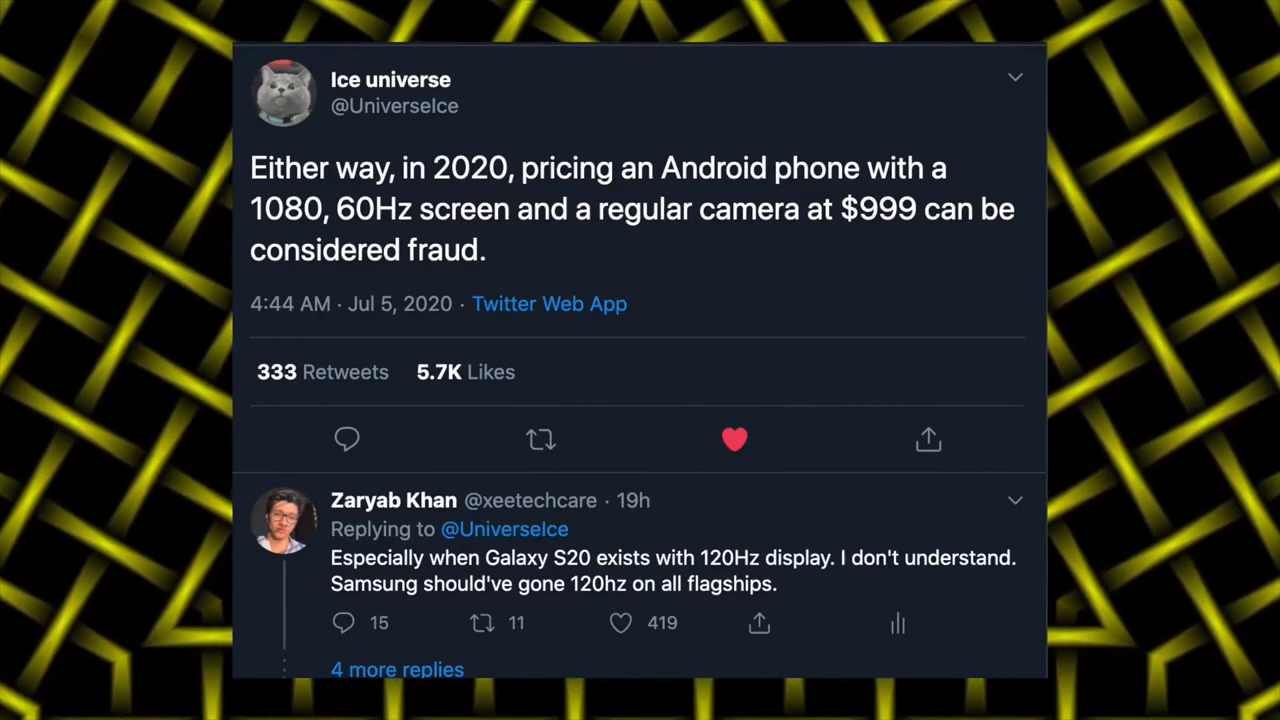 Ice universe
@UniverseIce
Either way, in 2020, pricing an Android phone with a
1080, 60Hz screen and a regular camera at $999 can be
considered fraud.
4:44 AM · Jul 5, 2020 · Twitter Web App
333 Retweets 5.7K Likes
Zaryab Khan @xeetechcare · 19h
Replying to @UniverseIce
Especially when Galaxy S20 exists with 120Hz display. I don't understand.
Samsung should've gone 120hz on all flagships.
15 11 419
4 more replies